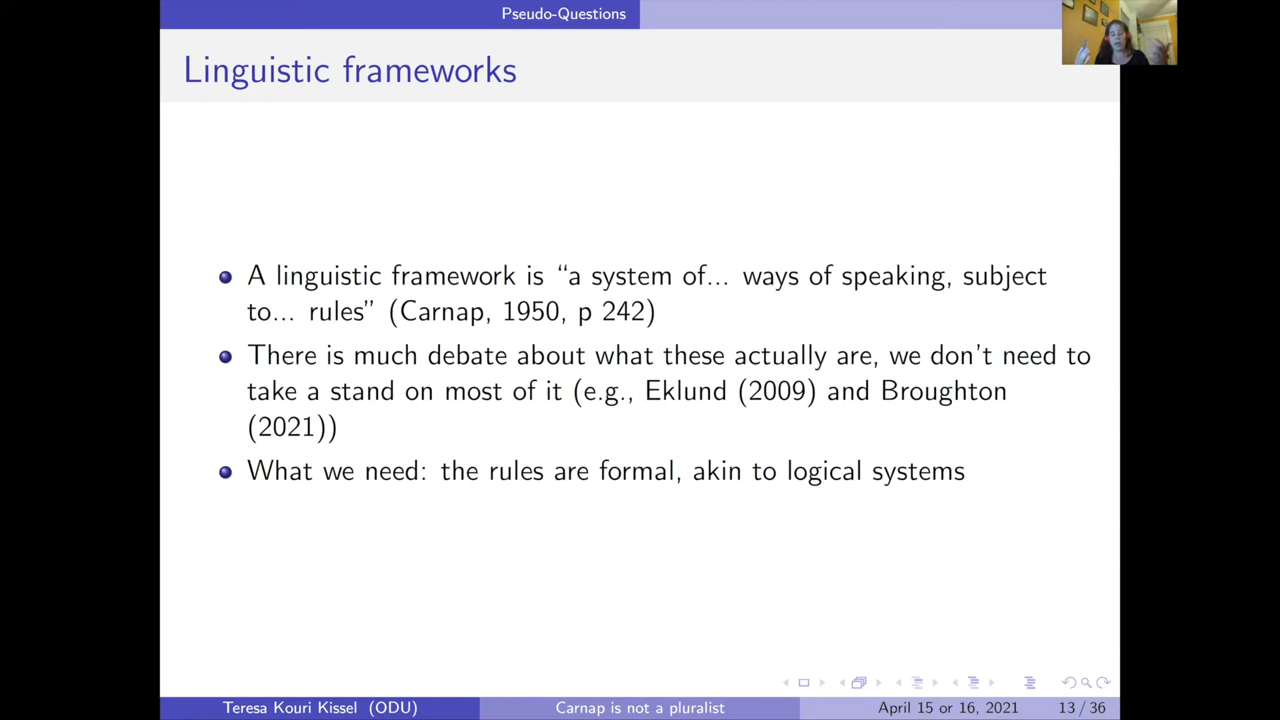 Pseudo-Questions
Linguistic frameworks
A linguistic framework is “a system of... ways of speaking, subject
to... rules” (Carnap, 1950, p 242)
There is much debate about what these actually are, we don’t need to
take a stand on most of it (e.g., Eklund (2009) and Broughton
(2021))
What we need: the rules are formal, akin to logical systems
Teresa Kouri Kissel (ODU) Carnap is not a pluralist April 15 or 16, 2021 13 / 36